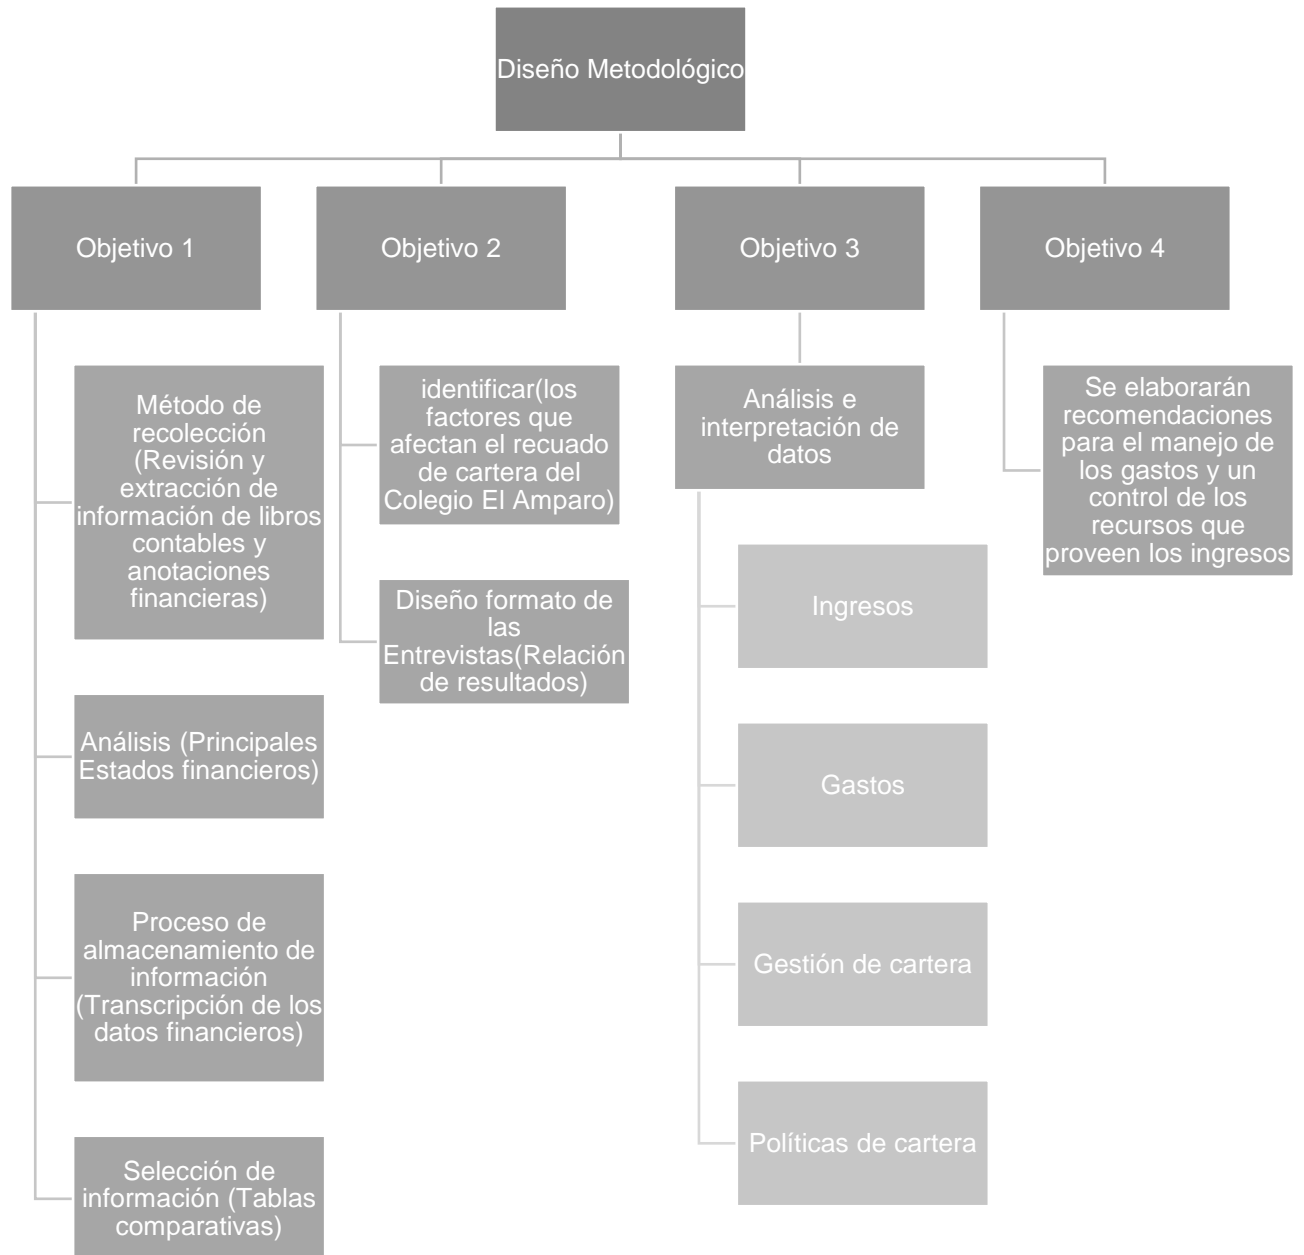 Diseño Metodológico
Objetivo 1
Método de
recolección
(Revisión y
extracción de
información de libros
contables y
anotaciones
financieras)
Análisis (Principales
Estados financieros)
Proceso de
almacenamiento de
información
(Transcripción de los
datos financieros)
Selección de
información (Tablas
comparativas)
Objetivo 2
identificar(los
factores que
afectan el recuado
de cartera del
Colegio El Amparo)
Diseño formato de
las
Entrevistas(Relación
de resultados)
Objetivo 3
Análisis e
interpretación de
datos
Ingresos
Gastos
Gestión de cartera
Políticas de cartera
Objetivo 4
Se elaborarán
recomendaciones
para el manejo de
los gastos y un
control de los
recursos que
proveen los ingresos